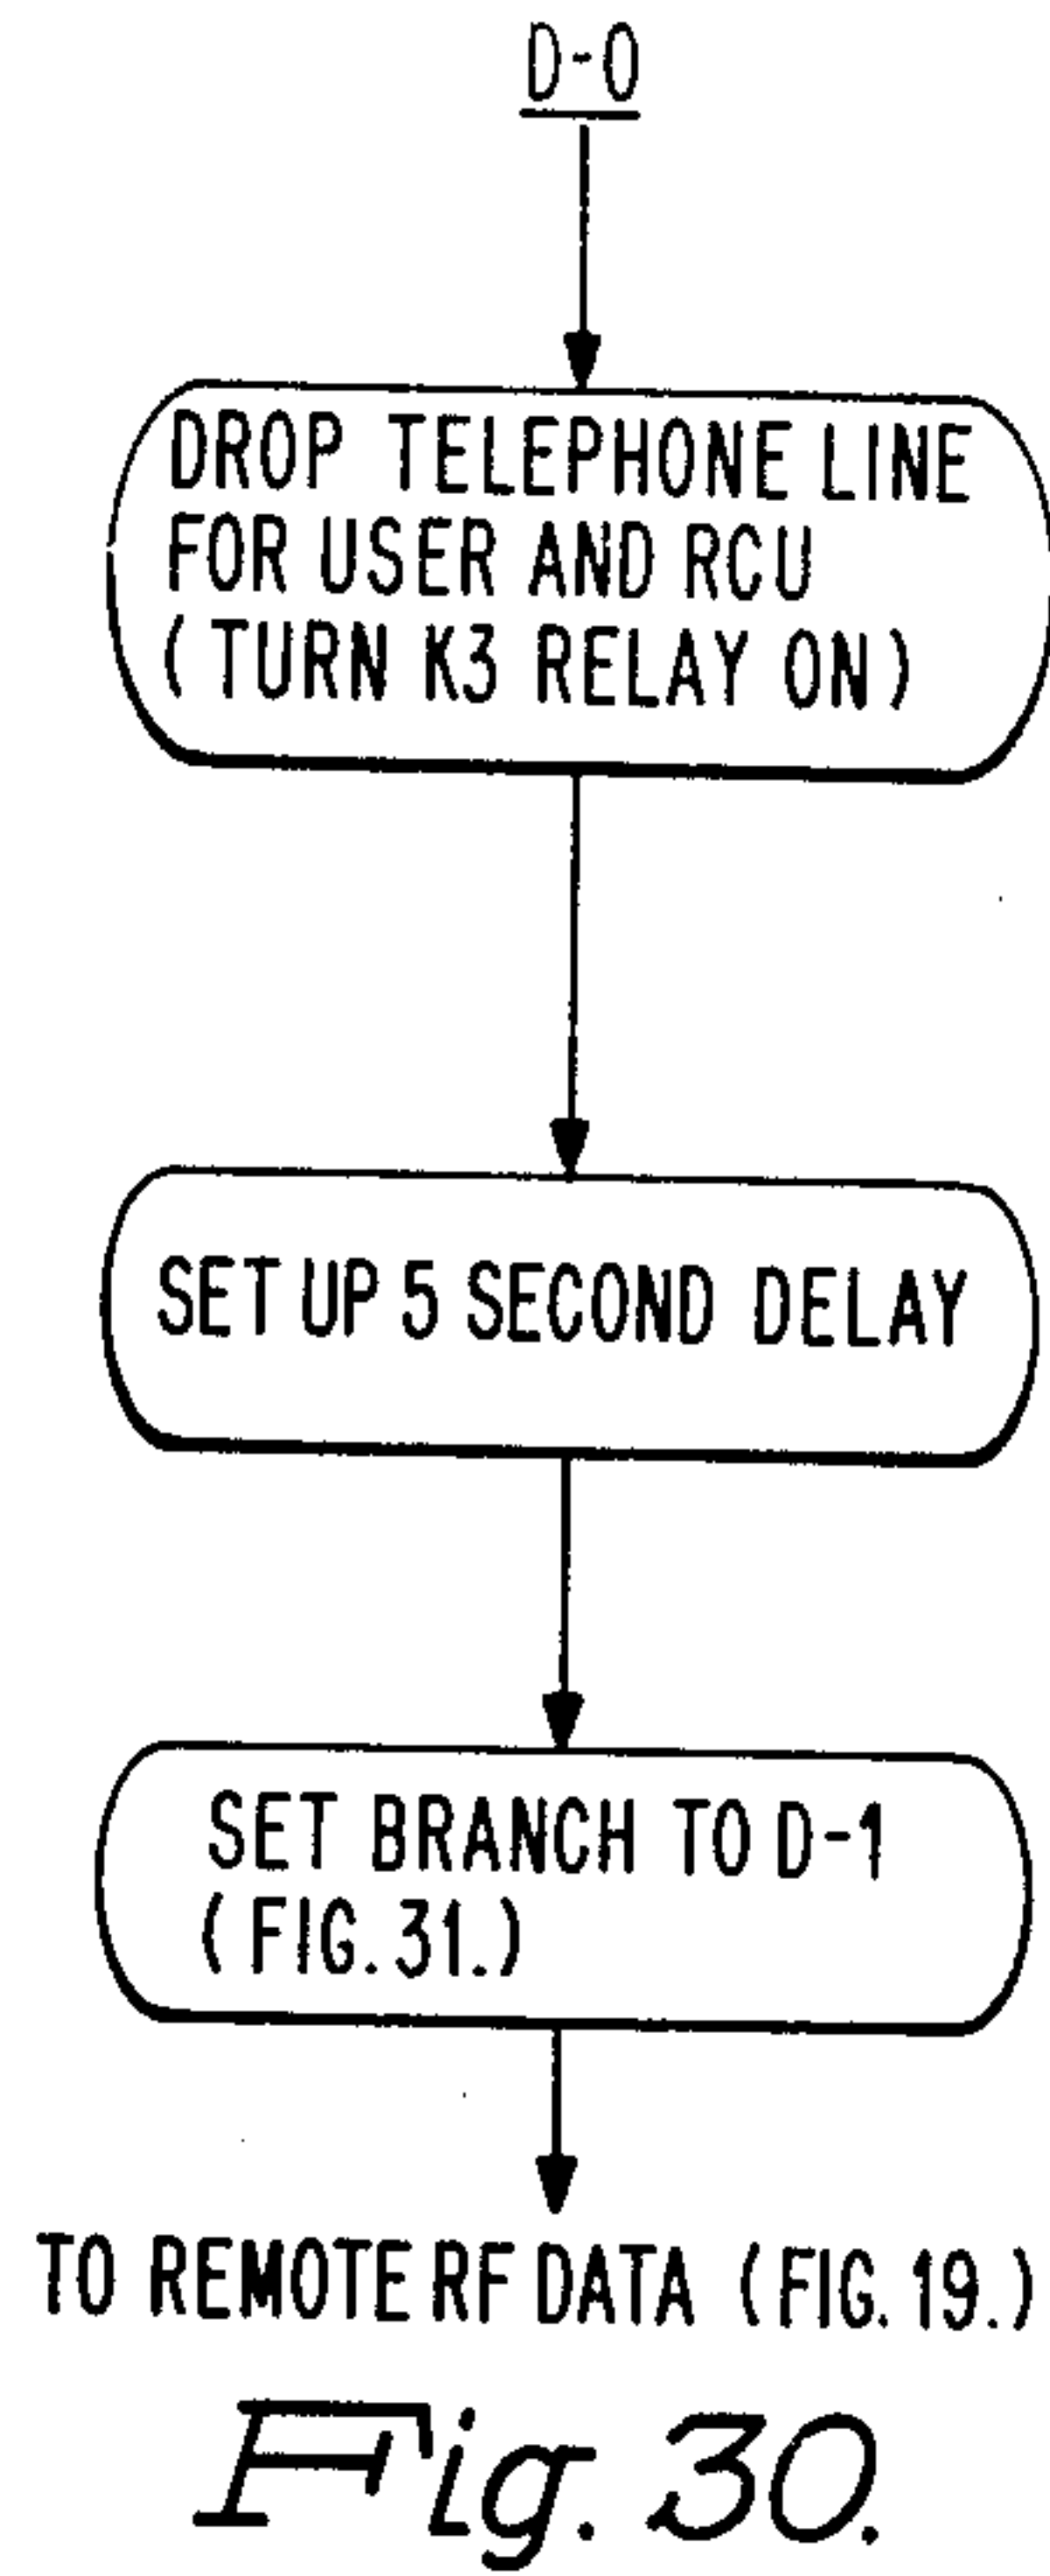 D-0
DROP TELEPHONE LINE
FOR USER AND RCU
(TURN K3 RELAY ON)
SET UP 5 SECOND DELAY
SET BRANCH TO D-1
(FIG. 31.)
TO REMOTE RF DATA (FIG. 19.)
Fig. 30.